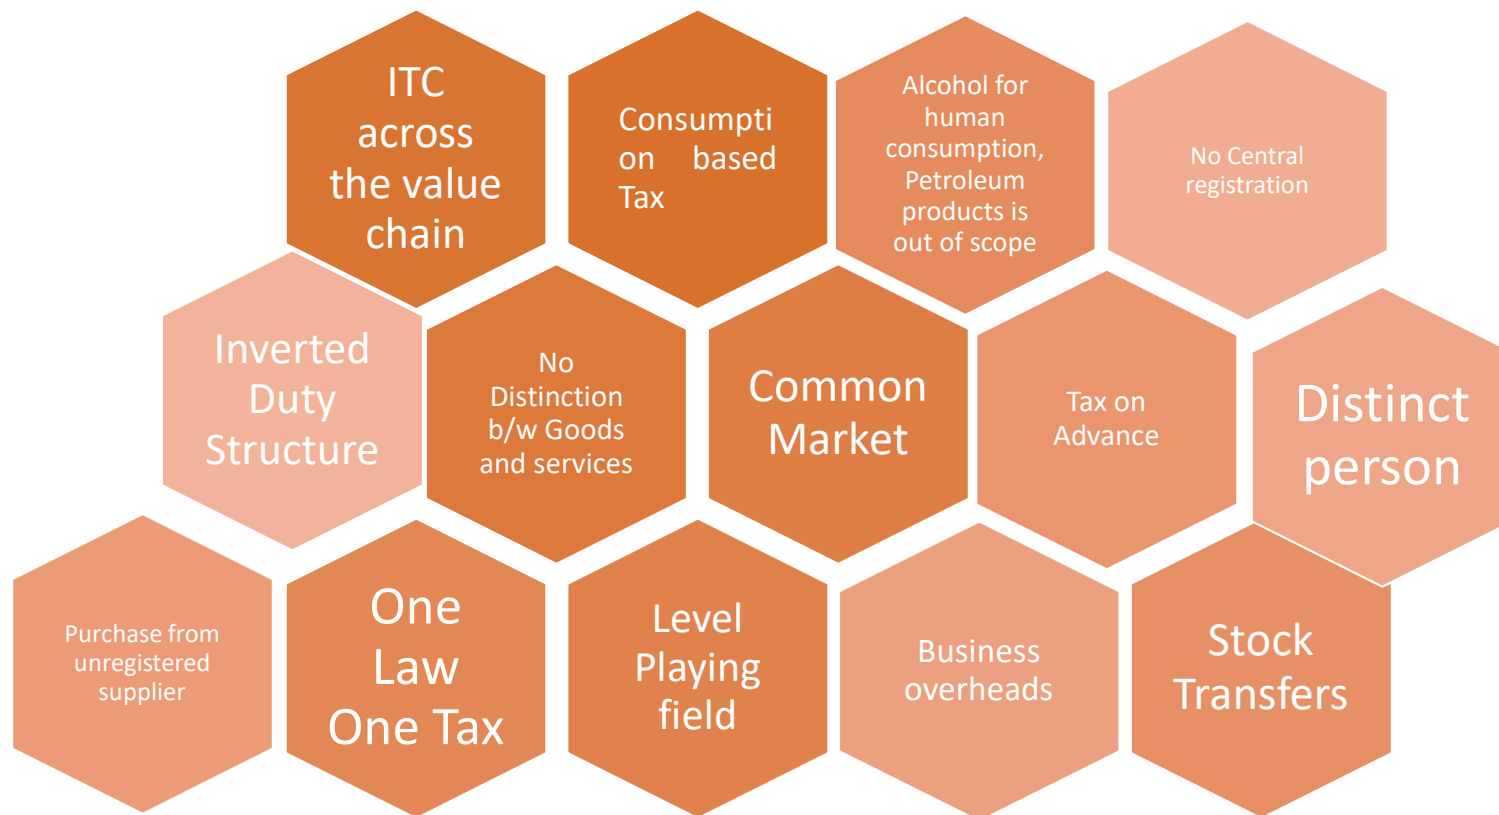 ITC
across
the value
chain
Consumpti
on based
Tax
Alcohol for
human
consumption,
Petroleum
products is
out of scope
No Central
registration
Inverted
Duty
Structure
No
Distinction
b/w Goods
and services
Common
Market
Tax on
Advance
Distinct
person
Purchase from
unregistered
supplier
One
Law
One Tax
Level
Playing
field
Business
overheads
Stock
Transfers